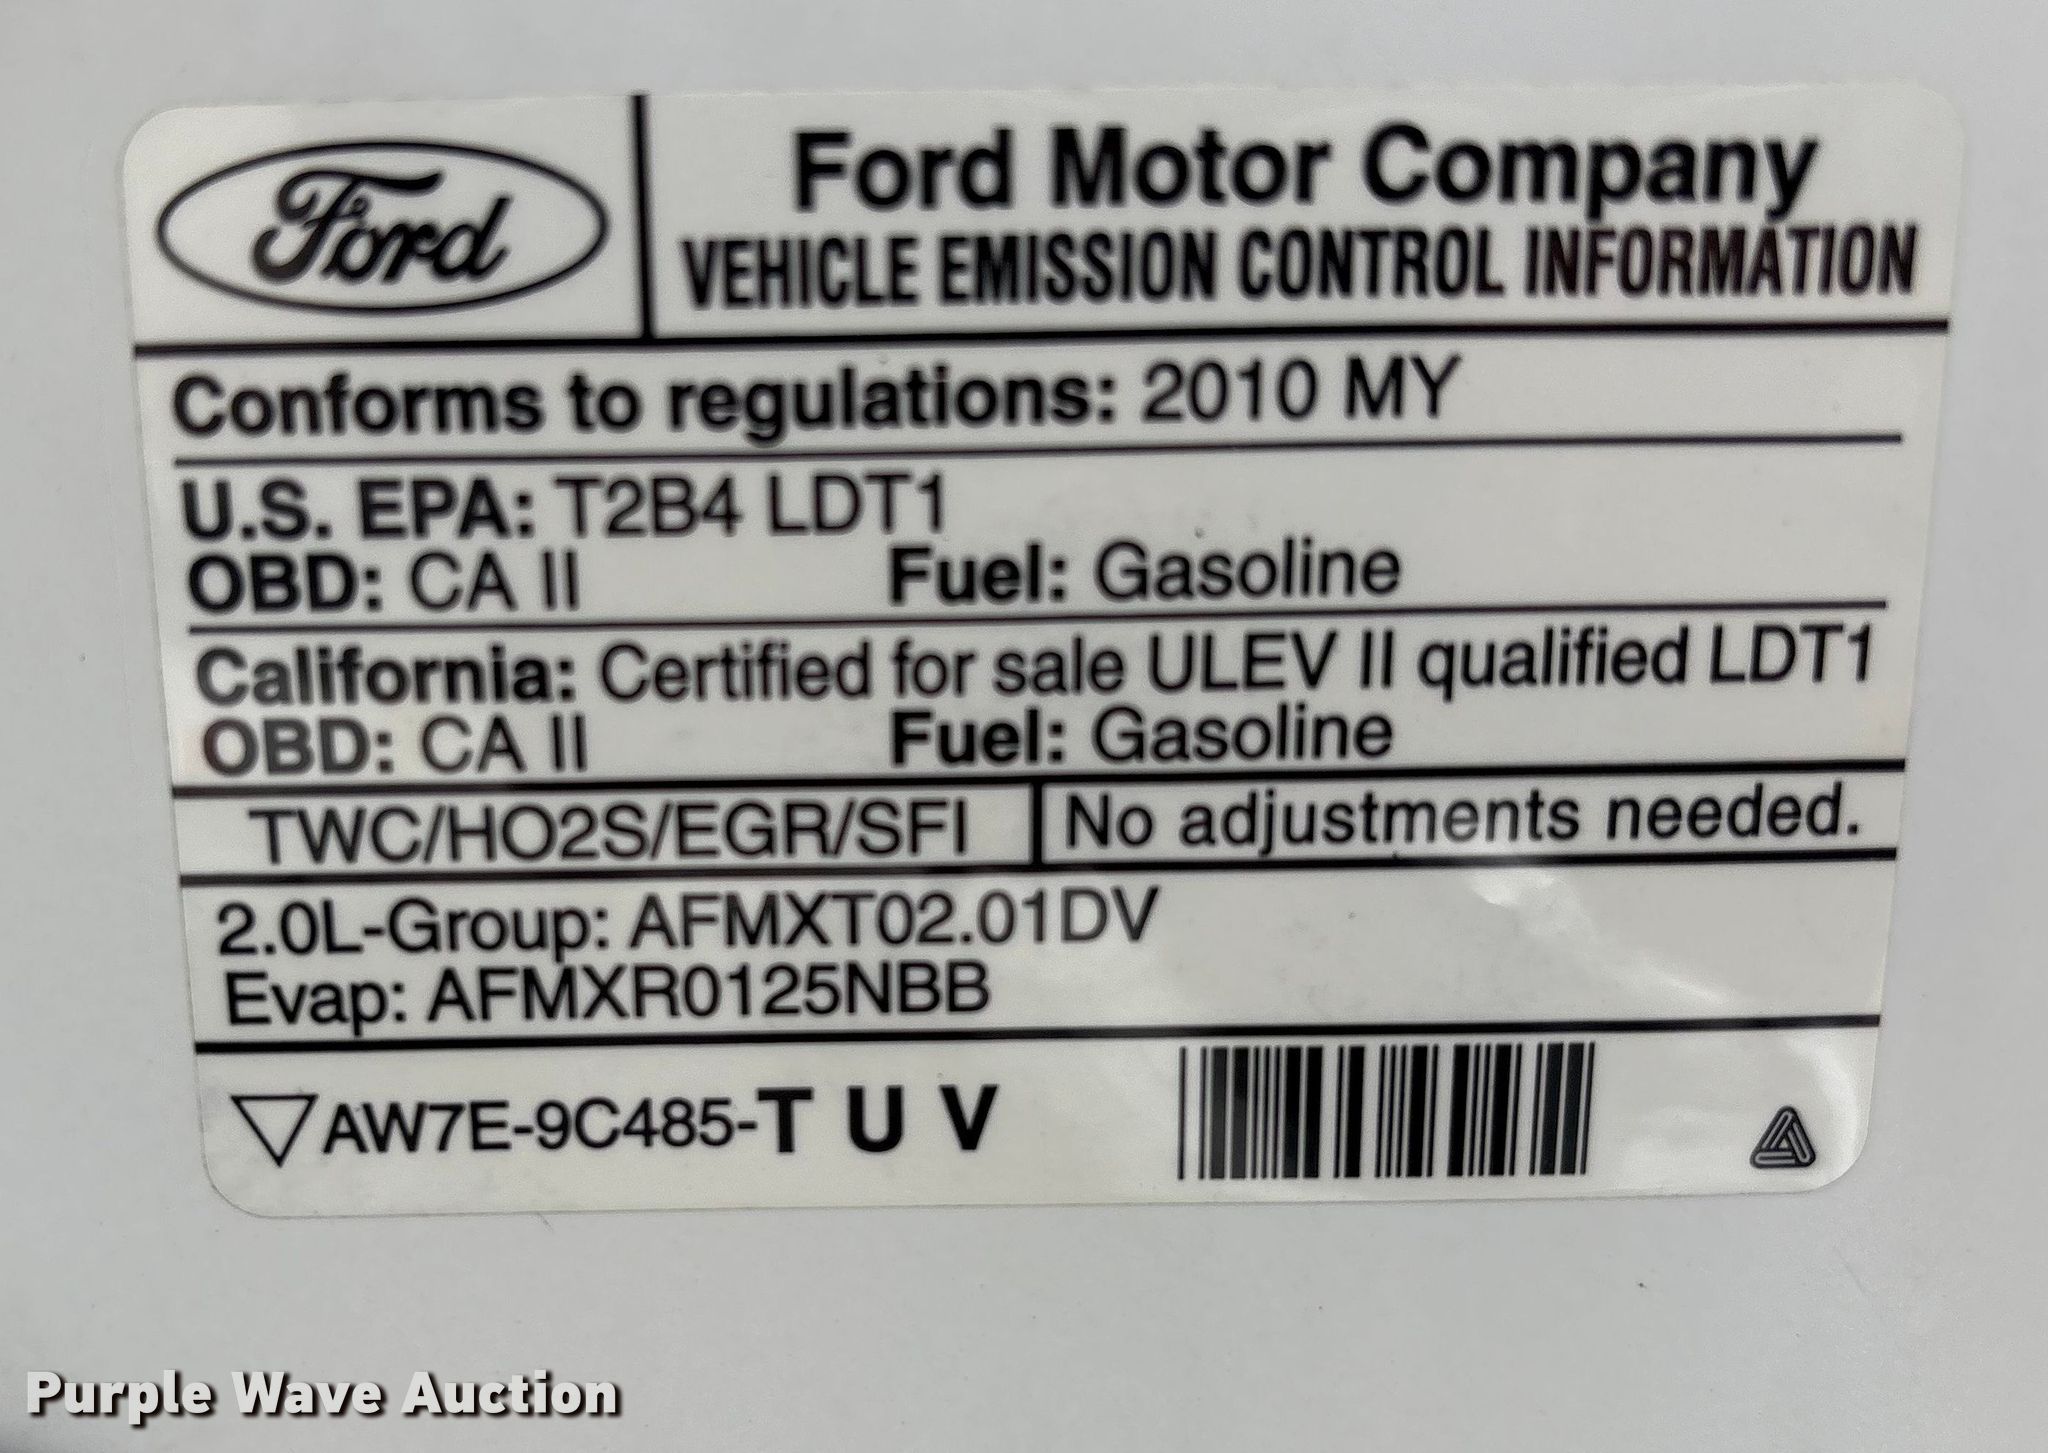 Ford
Ford Motor Company
VEHICLE EMISSION CONTROL INFORMATION
Conforms to regulations: 2010 MY
U.S. EPA: T2B4 LDT1
OBD: CA II Fuel: Gasoline
California: Certified for sale ULEV II qualified LDT1
OBD: CA II Fuel: Gasoline
TWC/HO2S/EGR/SFI No adjustments needed.
2.0L-Group: AFMXT02.01DV
Evap: AFMXR0125NBB
AW7E-9C485-T U V
Purple Wave Auction